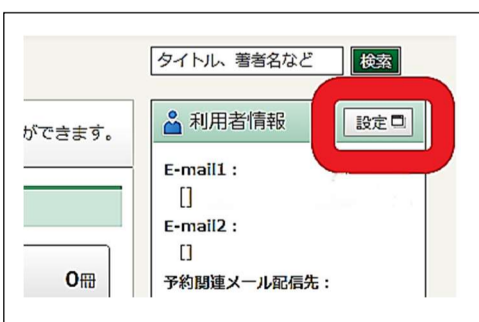 タイトル、著者名など 検索
ができます。
利用者情報 設定
E-mail1：
[]
E-mail2：
[]
0冊
予約関連メール配信先：